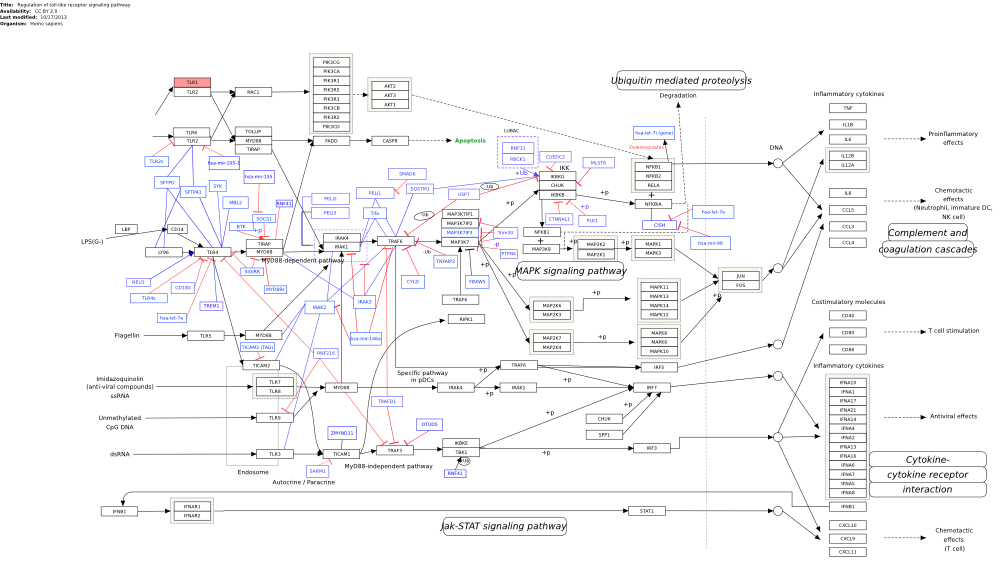 Title: Regulation of toll-like receptor signaling pathway
Availability: CC BY 2.0
Last modified: 10/17/2013
Organism: Homo sapiens
TLR1
TLR2
RAC1
PIK3CG
PIK3CA
PIK3R1
PIK3R5
PIK3R3
PIK3CB
PIK3R2
PIK3CD
AKT2
AKT3
AKT1
Ubiquitin mediated proteolysis
Degradation
hsa-let-7i (gene)
Downregulates
Inflammatory cytokines
TNF
IL1B
IL6
IL12B
IL12A
Proinflammatory
effects
TLR6
TLR2
TOLLIP
MYD88
TIRAP
FADD
CASP8
Apoptosis
LUBAC
RNF31
RBCK1
+Ub
CUEDC2
MLST8
IKK
IKBKG
CHUK
IKBKB
NFKB1
NFKB2
RELA
NFKBIA
DNA
TLR2s
hsa-mir-105-1
hsa-mir-155
SFTPD
SFTPA1
SYK
MBL2
SOCS1
BTK
+p
RNF41
SMAD6
SQSTM1
PELI1
PELI2
PELI3
Tifa
USP7
-Ub
+p
+p
CTNNAL1
FLK1
CISH
hsa-let-7e
hsa-mir-98
IL8
CCL5
CCL3
CCL4
Chemotactic
effects
(Neutrophil, immature DC,
NK cell)
Complement and
coagulation cascades
LPS(G-)
LBP
CD14
LY96
TLR4
TIRAP
MYD88
MyD88-dependent pathway
IRAK4
IRAK1
TRAF6
-Ub
-Ub
MAP3K7IP1
MAP3K7IP2
MAP3K7IP3
MAP3K7
Trim30
-p
PTPN6
NFKB1
MAP3K8
MAP2K2
MAP2K1
MAPK1
MAPK3
MAPK signaling pathway
JUN
FOS
+p
SIGIRR
MYD88s
NEU1
TLR4s
CD180
TREM1
hsa-let-7e
IRAK2
IRAK3
CYLD
TNFAIP3
FBXW5
TRAF6
RIPK1
+p
MAP2K6
MAP2K3
MAP2K7
MAP2K4
+p
MAPK11
MAPK13
MAPK14
MAPK12
MAPK8
MAPK9
MAPK10
Costimulatory molecules
CD40
CD80
CD86
T cell stimulation
Flagellin
TLR5
MYD88
TICAM2 (TAG)
TICAM2
RNF216
hsa-mir-146a
Imidazoquinolin
(anti-viral compounds)
ssRNA
TLR7
TLR8
MYD88
Specific pathway
in pDCs
TRAF6
IRAK4
IRAK1
+p
+p
+p
IRF5
IRF7
Inflammatory cytokines
IFNA10
IFNA1
IFNA17
IFNA21
IFNA14
IFNA4
IFNA2
IFNA13
IFNA16
IFNA6
IFNA7
IFNA5
IFNA8
IFNB1
Antiviral effects
Unmethylated
CpG DNA
TLR9
TRAFD1
OTUD5
ZMYND11
CHUK
SPP1
+p
+p
dsRNA
TLR3
TICAM1
TRAF3
IKBKE
TBK1
+Ub
+p
IRF3
RNF41
SARM1
MyD88-independent pathway
Endosome
Autocrine / Paracrine
Cytokine-
cytokine receptor
interaction
IFNB1
IFNAR1
IFNAR2
STAT1
Jak-STAT signaling pathway
CXCL10
CXCL9
CXCL11
Chemotactic
effects
(T cell)